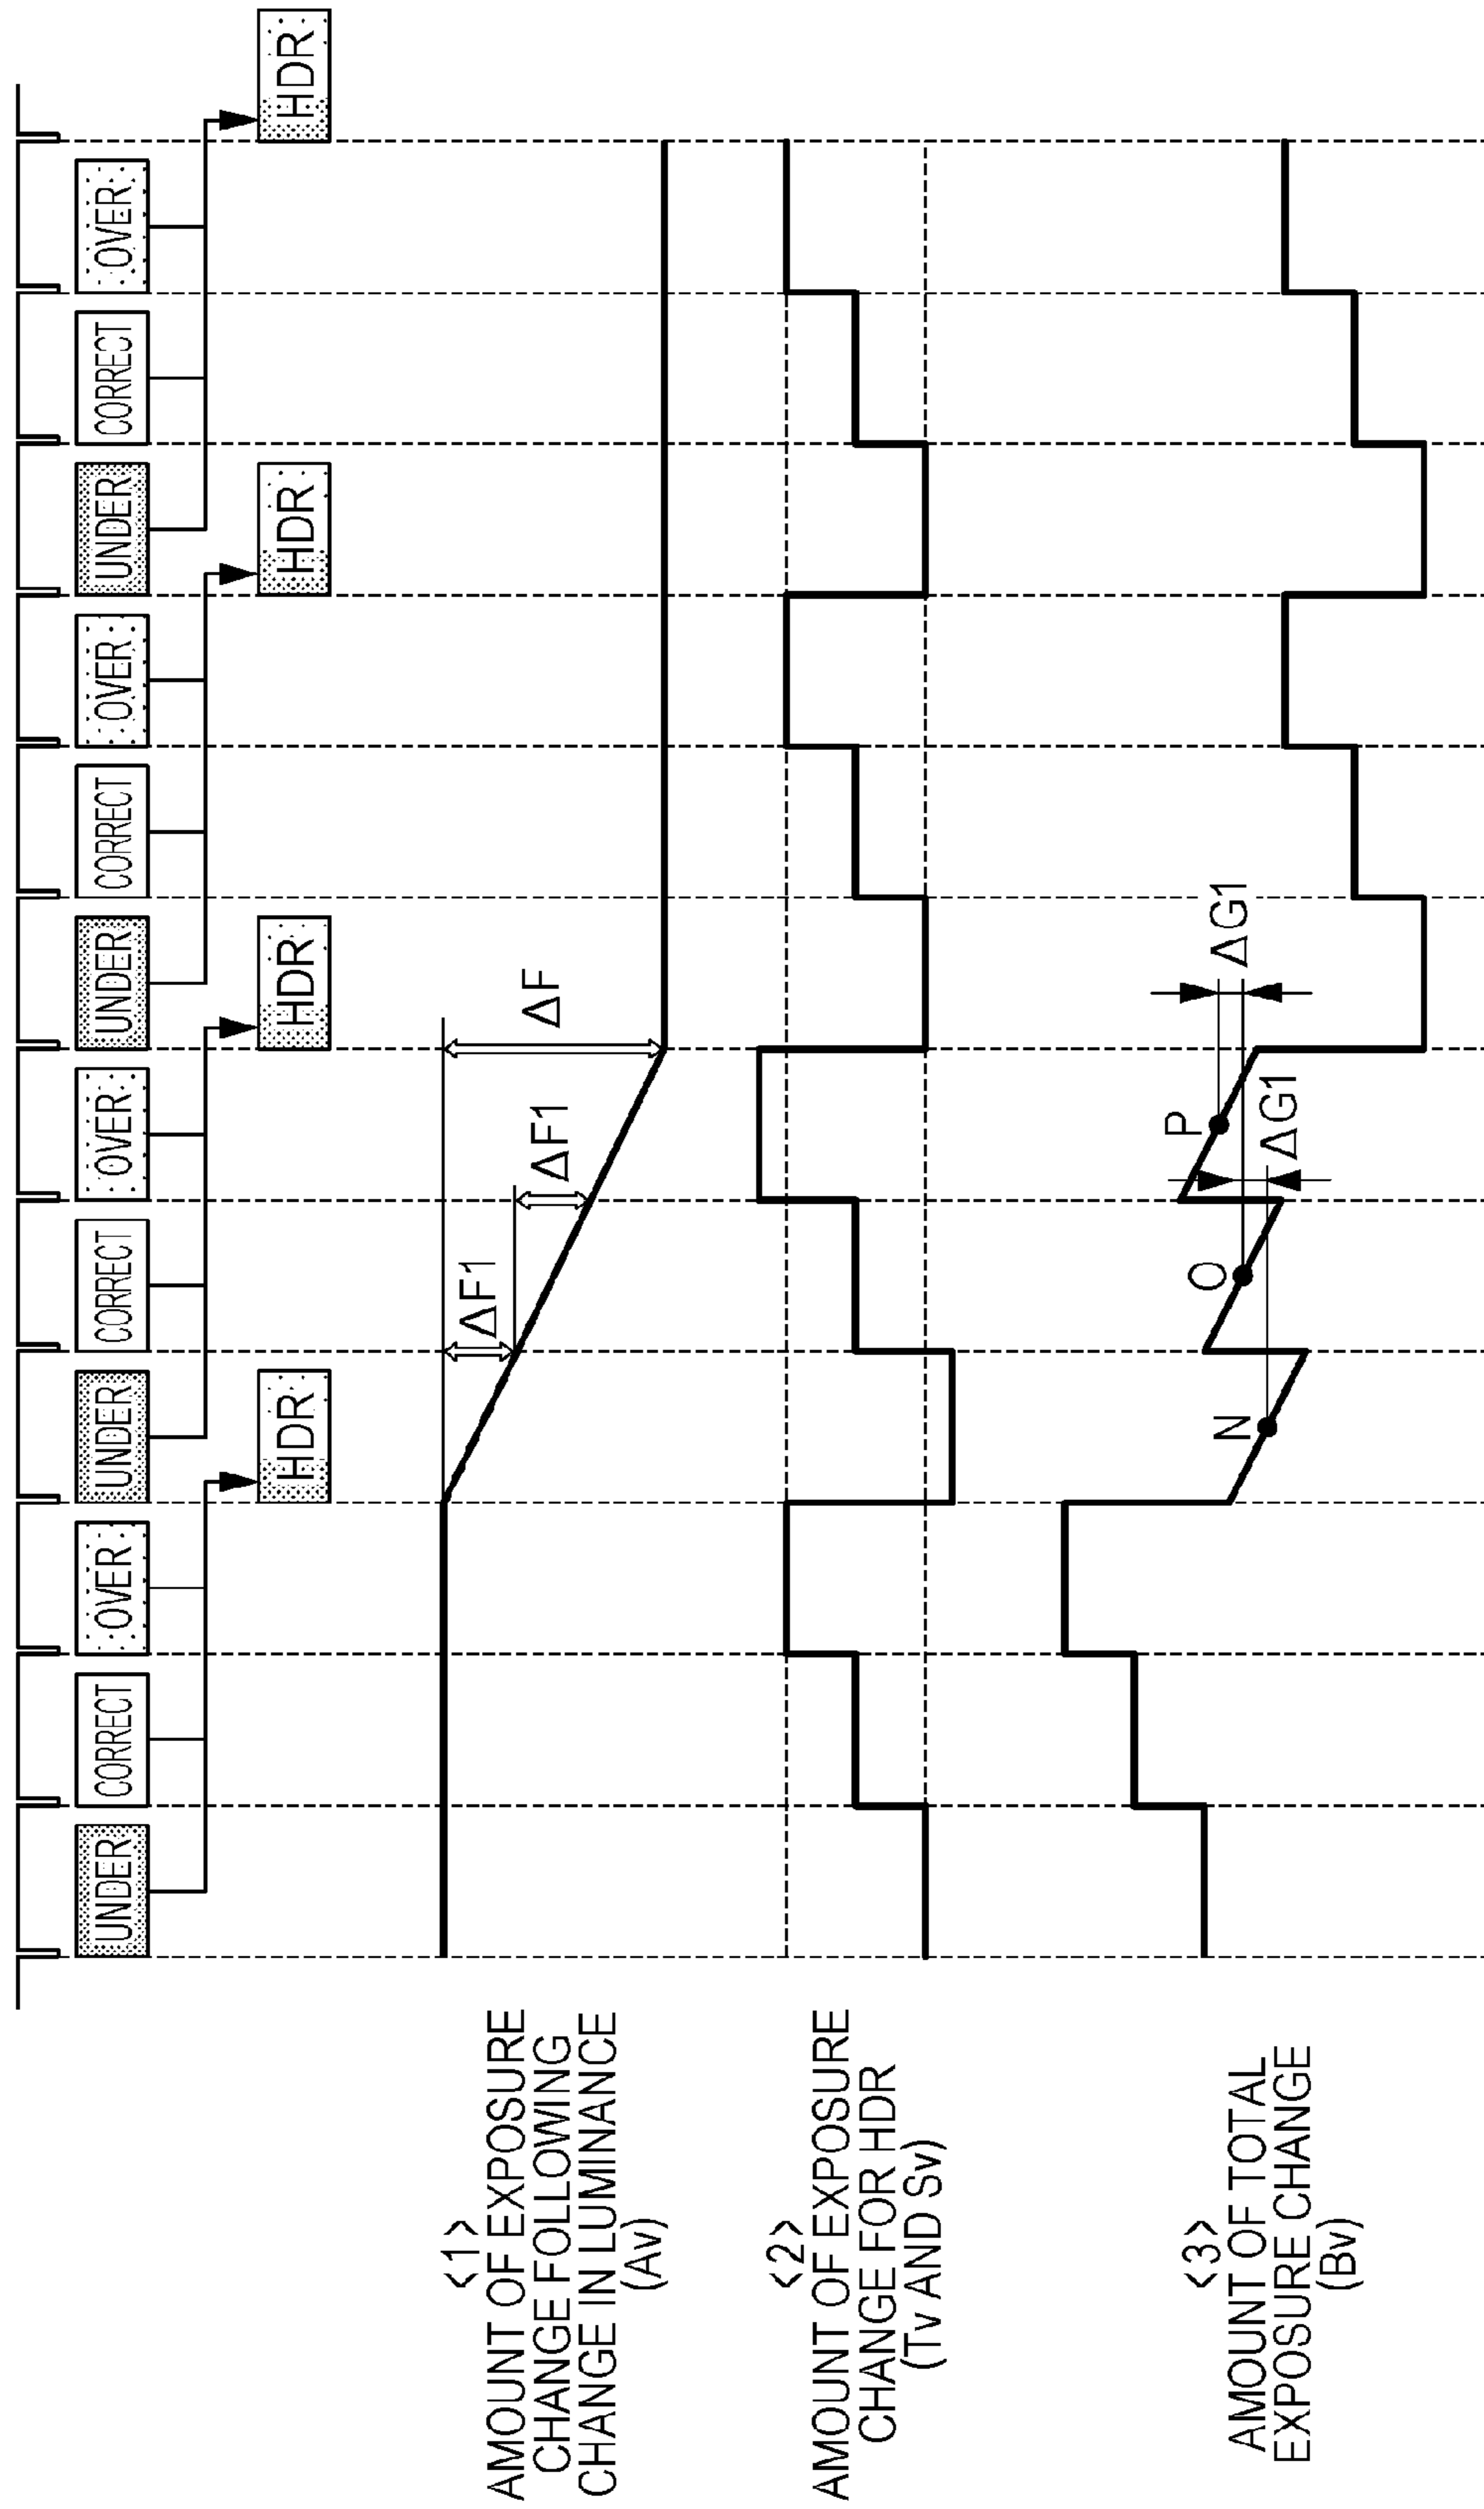 UNDER
CORRECT
OVER
UNDER
CORRECT
OVER
UNDER
CORRECT
OVER
UNDER
CORRECT
OVER
HDR
HDR
HDR
HDR
<1>
AMOUNT OF EXPOSURE
CHANGE FOLLOWING
CHANGE IN LUMINANCE
(Av)
ΔF1
ΔF1
ΔF
<2>
AMOUNT OF EXPOSURE
CHANGE FOR HDR
(Tv AND Sv)
<3>
AMOUNT OF TOTAL
EXPOSURE CHANGE
(Bv)
N
O
P
ΔG1
ΔG1